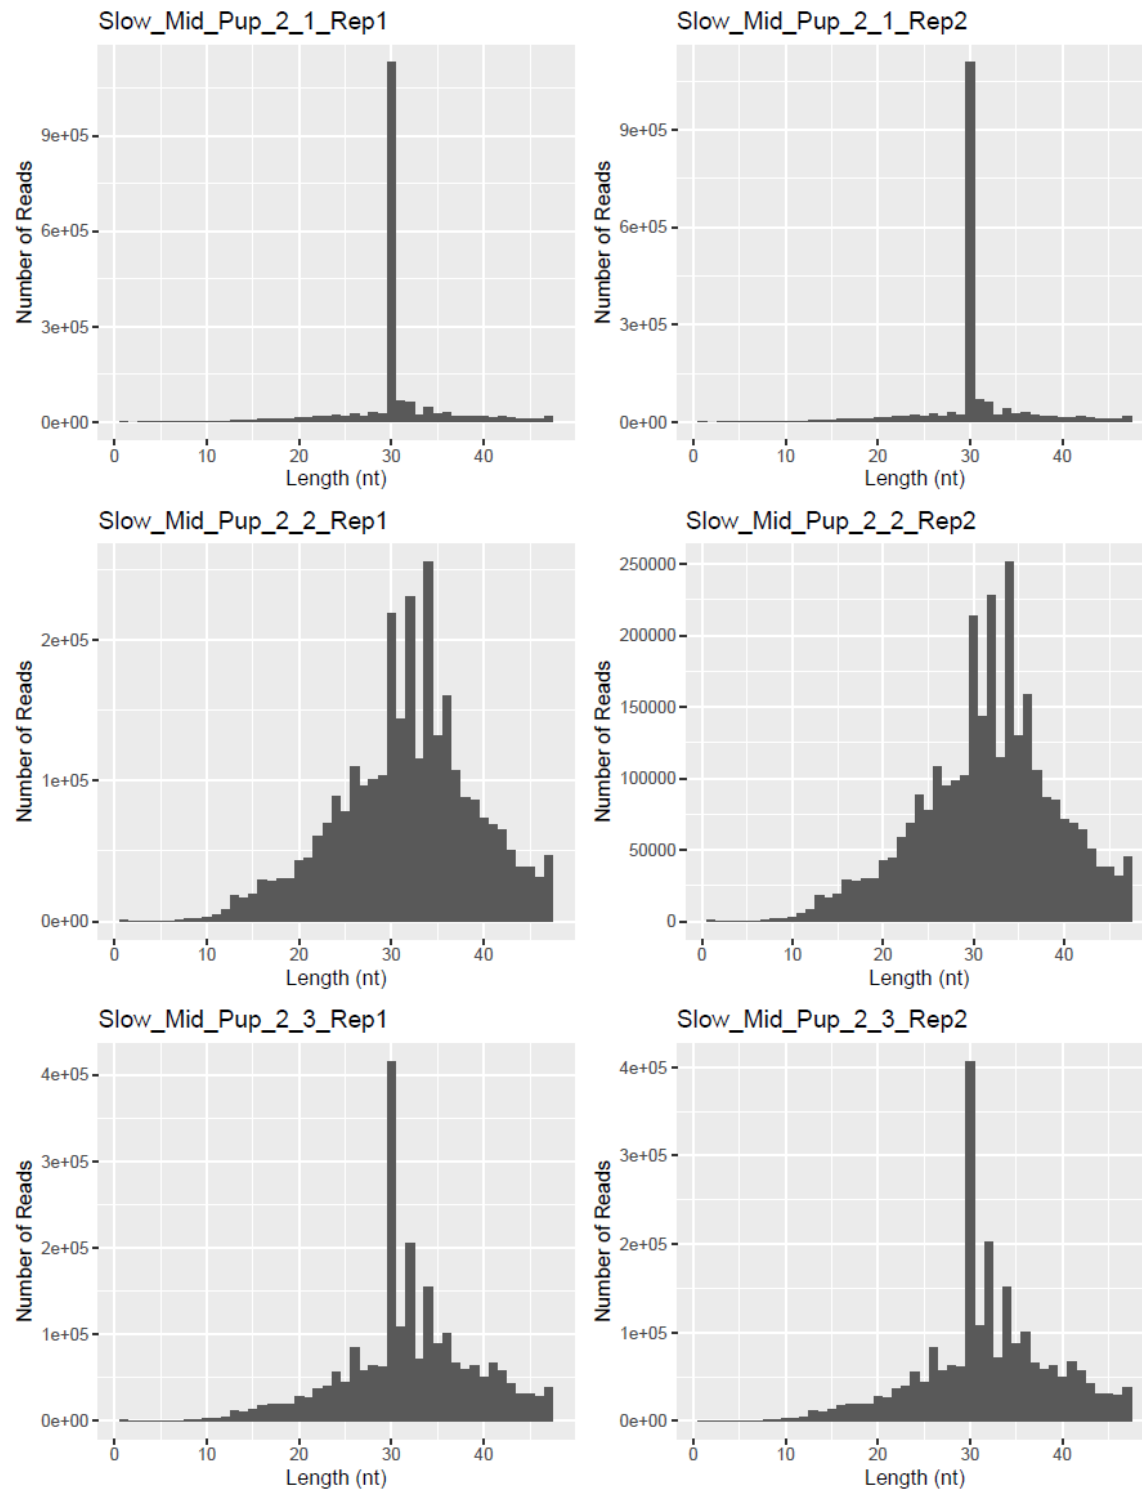 Slow_Mid_Pup_2_1_Rep1
Number of Reads
9e+05
6e+05
3e+05
0e+00
0 10 20 30 40
Length (nt)
Slow_Mid_Pup_2_1_Rep2
Number of Reads
9e+05
6e+05
3e+05
0e+00
0 10 20 30 40
Length (nt)
Slow_Mid_Pup_2_2_Rep1
Number of Reads
2e+05
1e+05
0e+00
0 10 20 30 40
Length (nt)
Slow_Mid_Pup_2_2_Rep2
Number of Reads
250000
200000
150000
100000
50000
0
0 10 20 30 40
Length (nt)
Slow_Mid_Pup_2_3_Rep1
Number of Reads
4e+05
3e+05
2e+05
1e+05
0e+00
0 10 20 30 40
Length (nt)
Slow_Mid_Pup_2_3_Rep2
Number of Reads
4e+05
3e+05
2e+05
1e+05
0e+00
0 10 20 30 40
Length (nt)